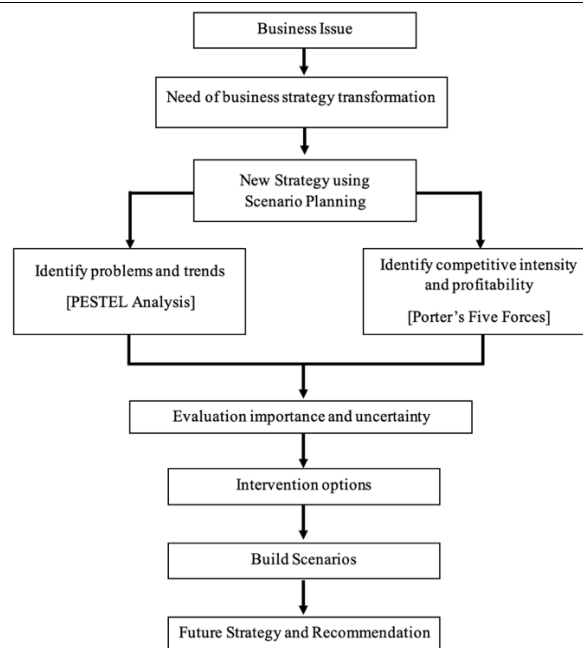 Business Issue
Need of business strategy transformation
New Strategy using
Scenario Planning
Identify problems and trends
[PESTEL Analysis]
Identify competitive intensity
and profitability
[Porter's Five Forces]
Evaluation importance and uncertainty
Intervention options
Build Scenarios
Future Strategy and Recommendation